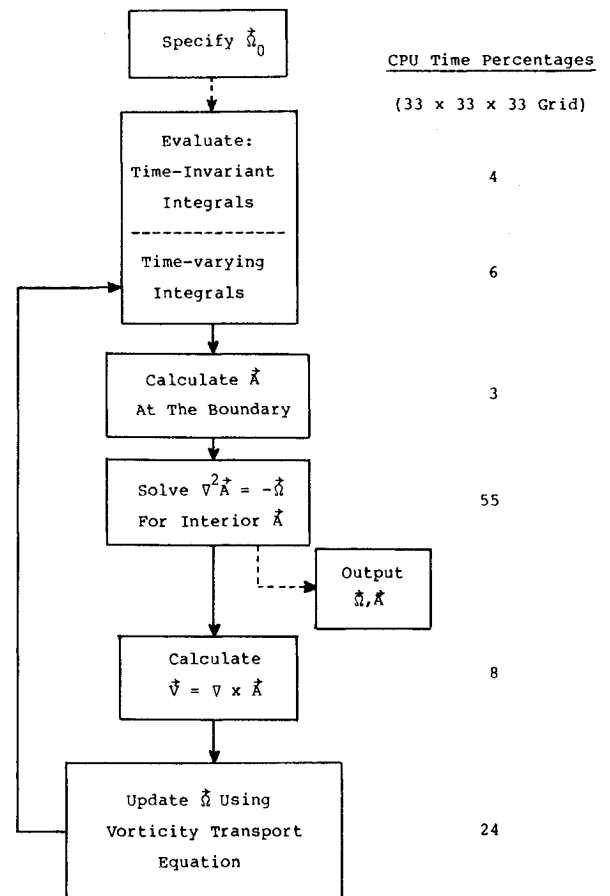 Specify Ω⃗₀
CPU Time Percentages
(33 x 33 x 33 Grid)
Evaluate:
Time-Invariant
Integrals
4
Time-varying
Integrals
6
Calculate A⃗
At The Boundary
3
Solve ∇²A⃗ = -Ω⃗
For Interior A⃗
55
Output
Ω⃗,A⃗
Calculate
V⃗ = ∇ x A⃗
8
Update Ω⃗ Using
Vorticity Transport
Equation
24